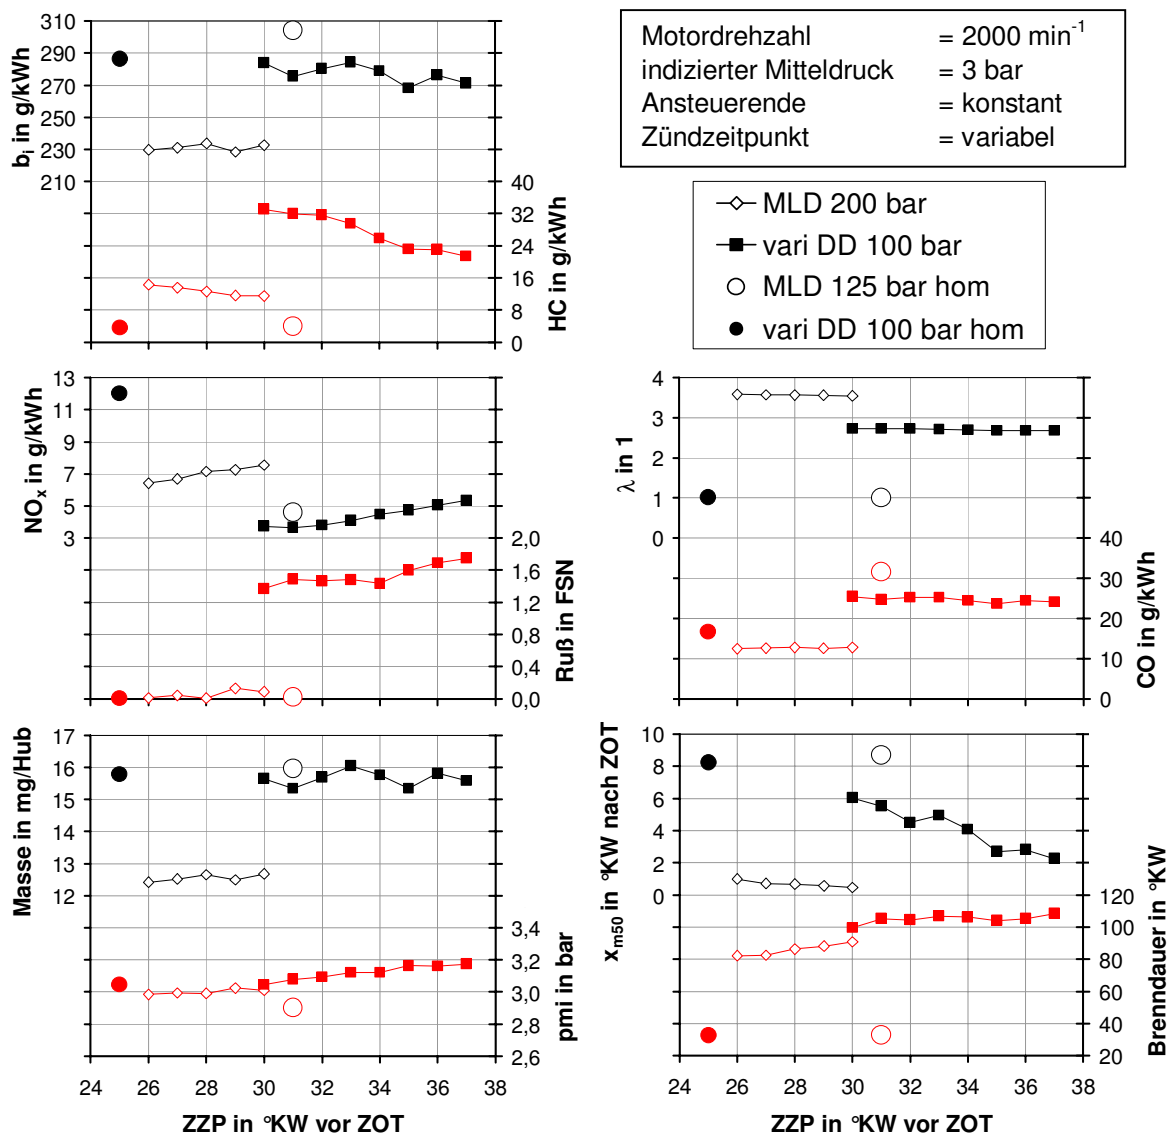 310
290
270
250
230
210
b_i in g/kWh
40
32
24
16
8
0
HC in g/kWh
Motordrehzahl = 2000 min⁻¹
indizierter Mitteldruck = 3 bar
Ansteuerende = konstant
Zündzeitpunkt = variabel
MLD 200 bar
vari DD 100 bar
MLD 125 bar hom
vari DD 100 bar hom
13
12
10
9
7
5
4
3
NOₓ in g/kWh
2,0
1,6
1,2
0,8
0,4
0,0
Ruß in FSN
4
3
2
1
0
λ in 1
40
30
20
10
0
CO in g/kWh
17
16
15
14
13
12
Masse in mg/Hub
3,4
3,2
3,0
2,8
2,6
pmi in bar
24 26 28 30 32 34 36 38
ZZP in °KW vor ZOT
10
8
6
4
2
0
x_m50 in °KW nach ZOT
120
100
80
60
40
20
Brenndauer in °KW
24 26 28 30 32 34 36 38
ZZP in °KW vor ZOT